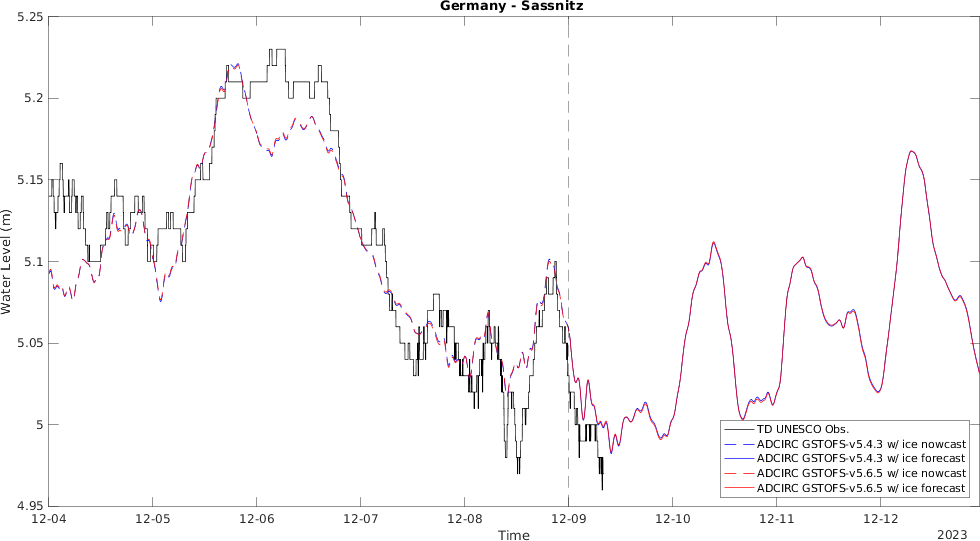 Germany - Sassnitz
5.25
5.2
5.15
5.1
5.05
5
4.95
Water Level (m)
12-04 12-05 12-06 12-07 12-08 12-09 12-10 12-11 12-12
Time
2023
TD UNESCO Obs.
ADCIRC GSTOFS-v5.4.3 w/ ice nowcast
ADCIRC GSTOFS-v5.4.3 w/ ice forecast
ADCIRC GSTOFS-v5.6.5 w/ ice nowcast
ADCIRC GSTOFS-v5.6.5 w/ ice forecast